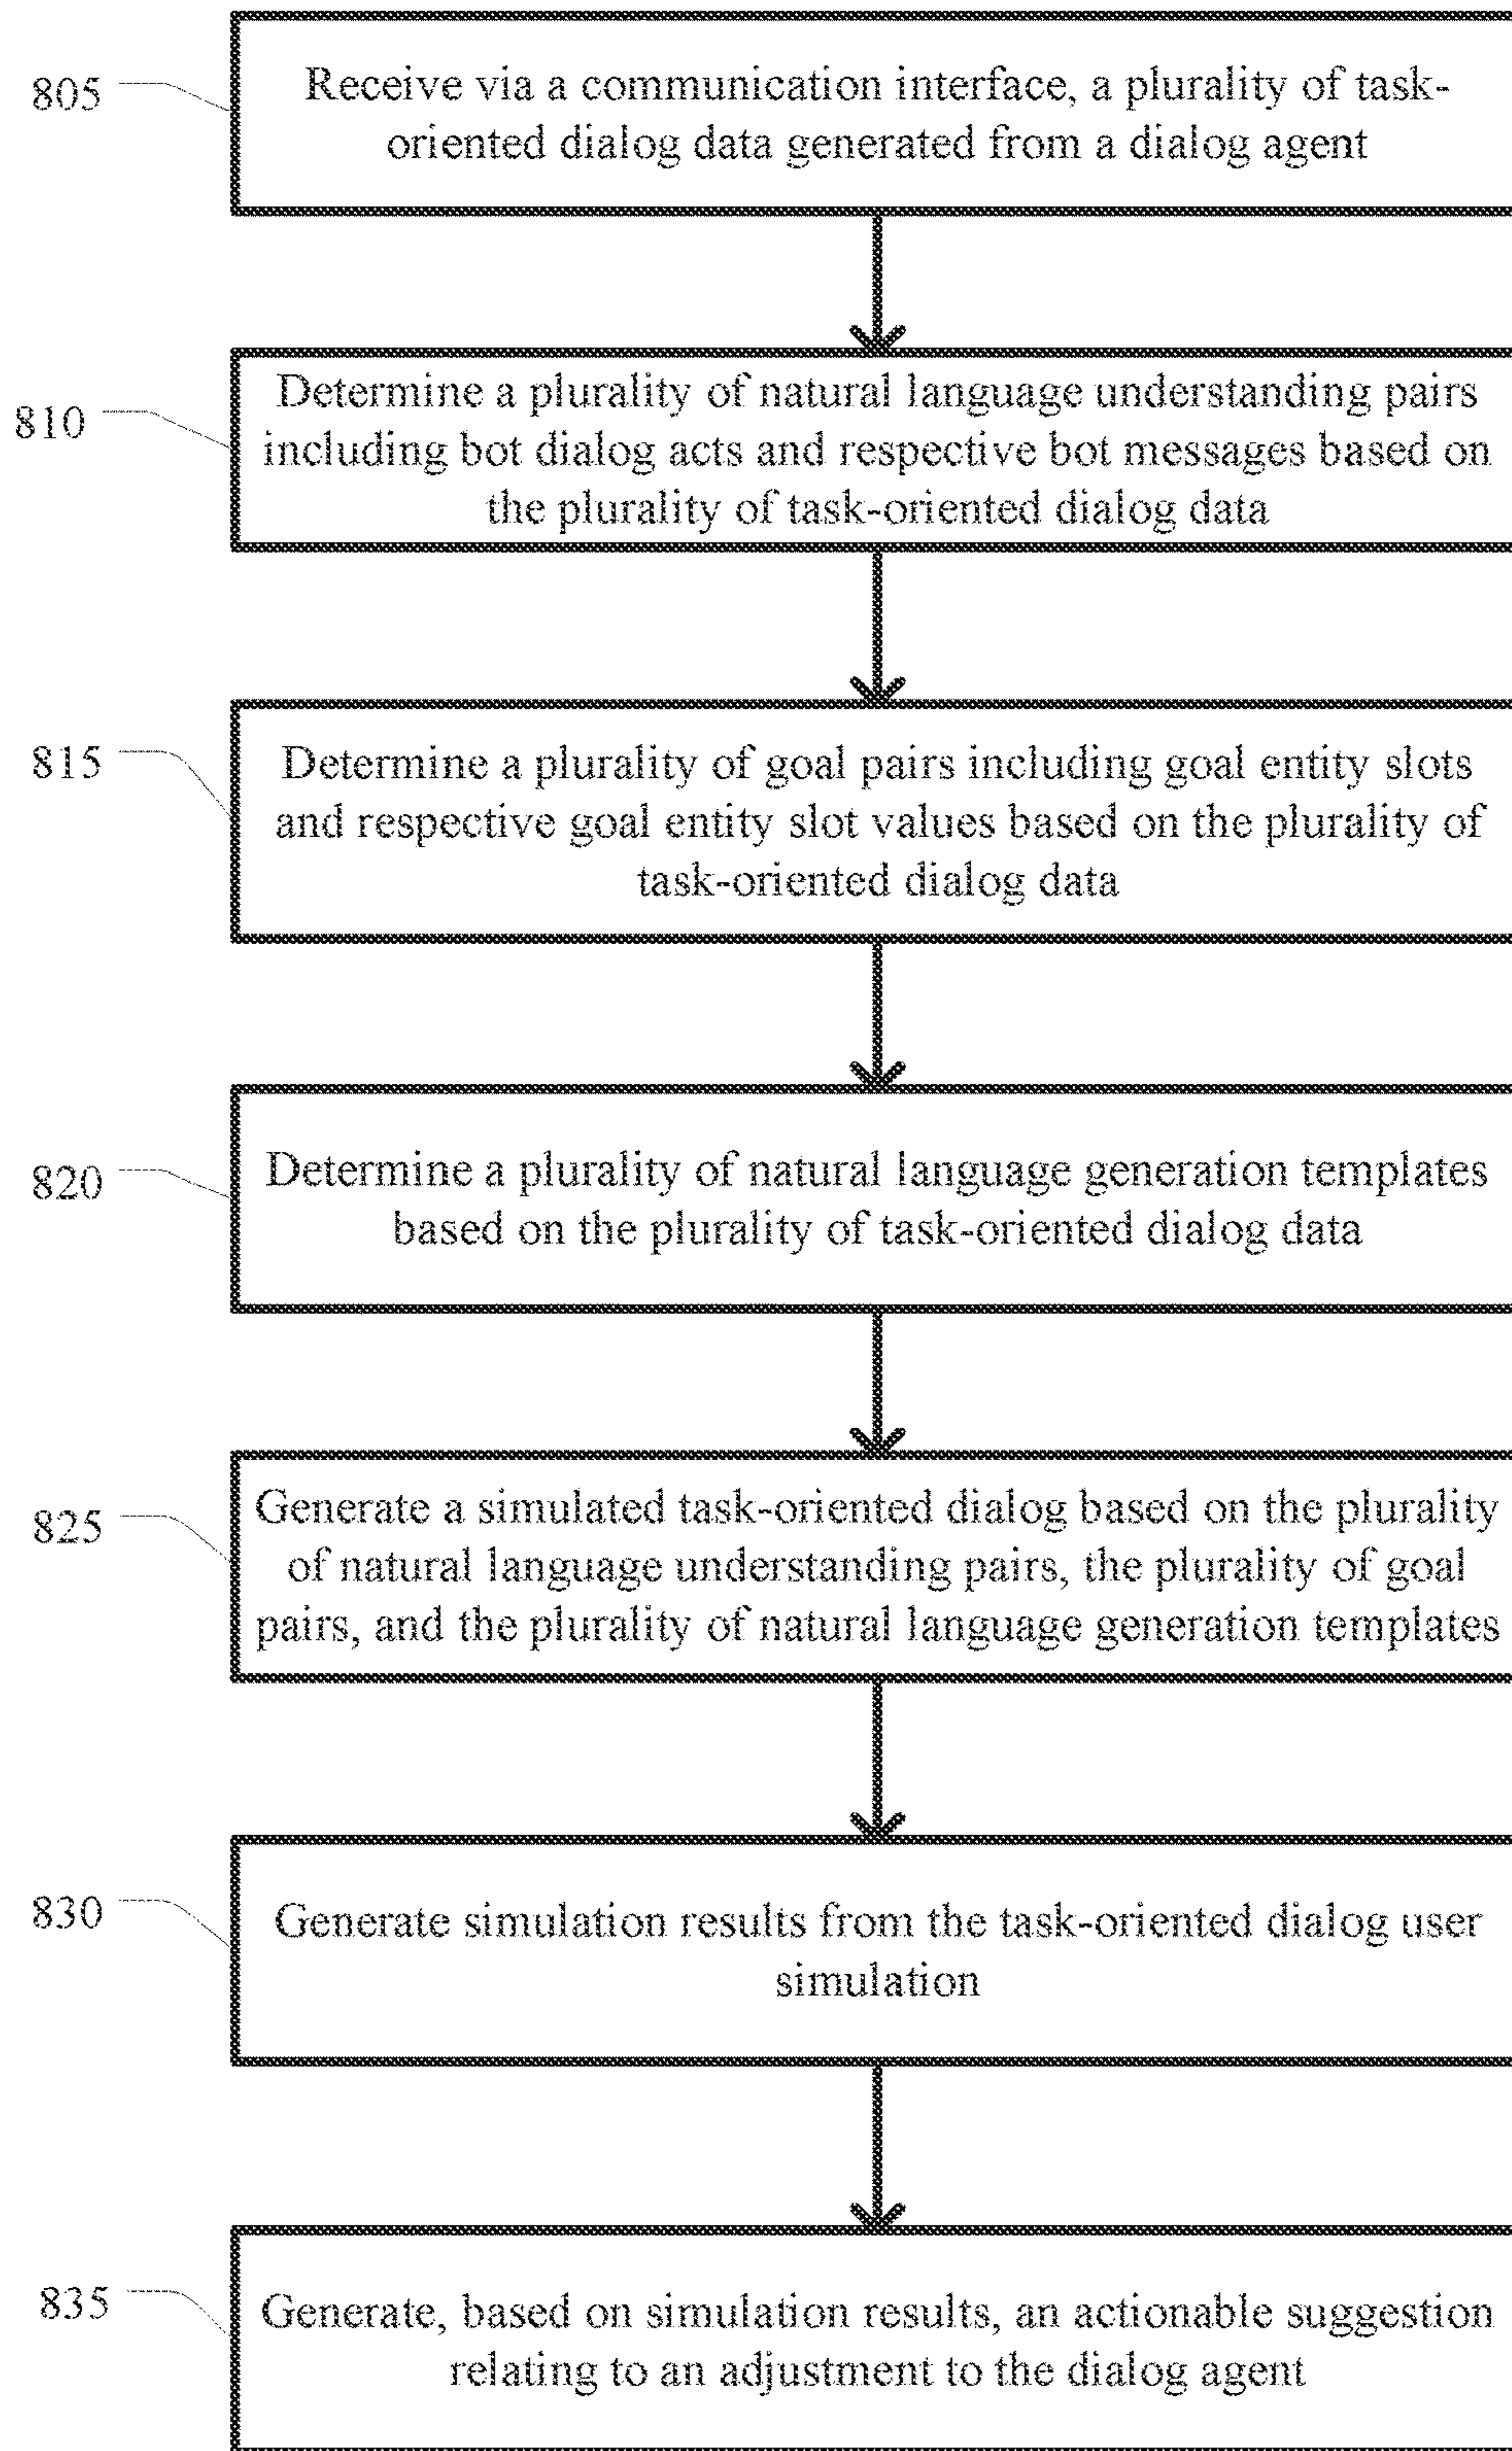 805
Receive via a communication interface, a plurality of task-
oriented dialog data generated from a dialog agent
810
Determine a plurality of natural language understanding pairs
including bot dialog acts and respective bot messages based on
the plurality of task-oriented dialog data
815
Determine a plurality of goal pairs including goal entity slots
and respective goal entity slot values based on the plurality of
task-oriented dialog data
820
Determine a plurality of natural language generation templates
based on the plurality of task-oriented dialog data
825
Generate a simulated task-oriented dialog based on the plurality
of natural language understanding pairs, the plurality of goal
pairs, and the plurality of natural language generation templates
830
Generate simulation results from the task-oriented dialog user
simulation
835
Generate, based on simulation results, an actionable suggestion
relating to an adjustment to the dialog agent